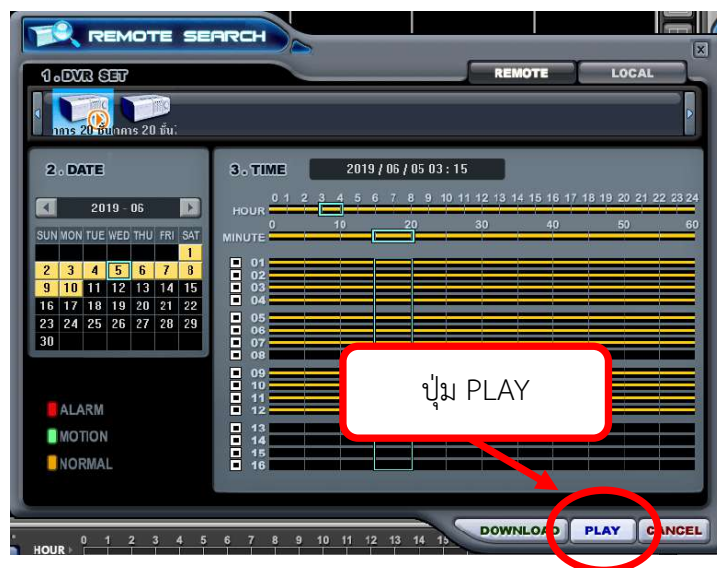 REMOTE SEARCH
1.DVR SET
REMOTE LOCAL
าคาร 20 ชั้น าคาร 20 ชั้น
2. DATE
2019 - 06
SUN MON TUE WED THU FRI SAT
1
2 3 4 5 6 7 8
9 10 11 12 13 14 15
16 17 18 19 20 21 22
23 24 25 26 27 28 29
30
ALARM
MOTION
NORMAL
3. TIME 2019 / 06 / 05 03 : 15
0 1 2 3 4 5 6 7 8 9 10 11 12 13 14 15 16 17 18 19 20 21 22 23 24
HOUR
0 10 20 30 40 50 60
MINUTE
01
02
03
04
05
06
07
08
09
10
11
12
13
14
15
16
ปุ่ม PLAY
DOWNLOAD PLAY CANCEL
0 1 2 3 4 5 6 7 8 9 10 11 12 13 14 15
HOUR